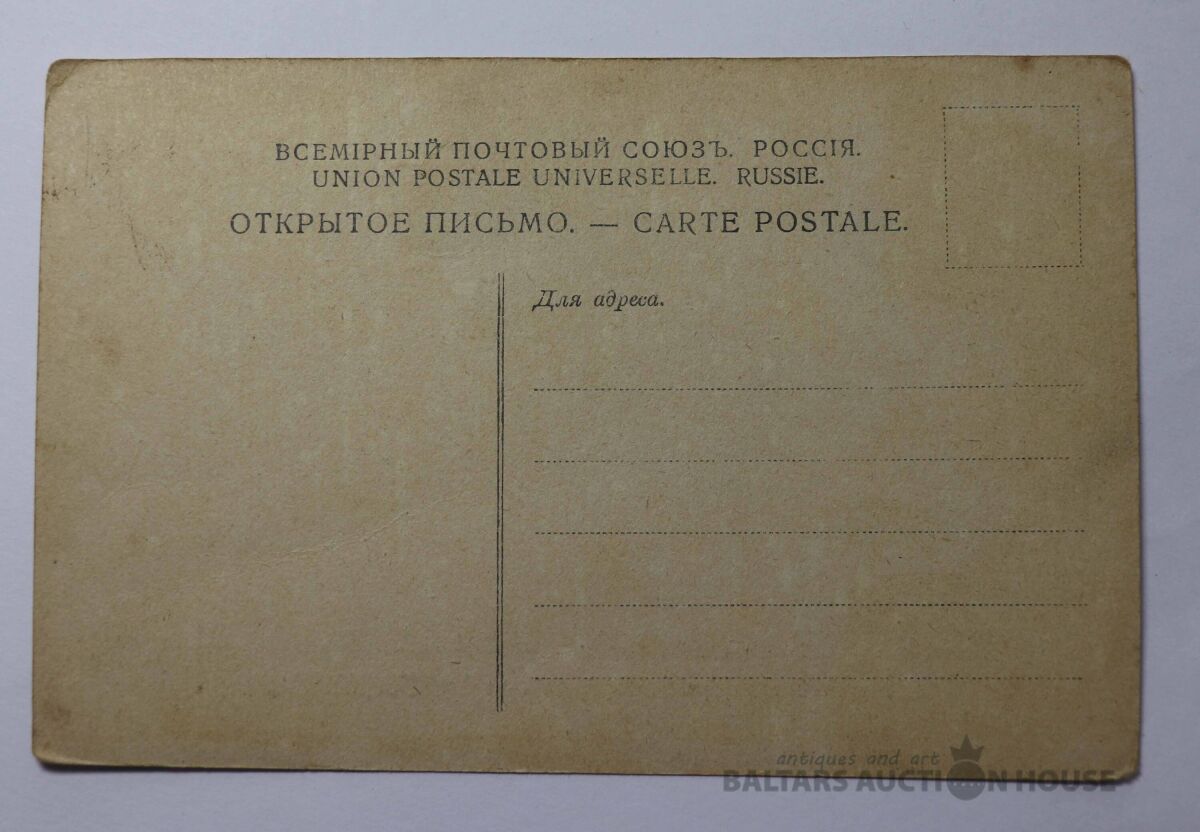 ВСЕМІРНЫЙ ПОЧТОВЫЙ СОЮЗЪ. РОССІЯ.
UNION POSTALE UNIVERSELLE. RUSSIE.
ОТКРЫТОЕ ПИСЬМО. — CARTE POSTALE.
Для адреса.
antiques and art
BALTARS AUCTION HOUSE